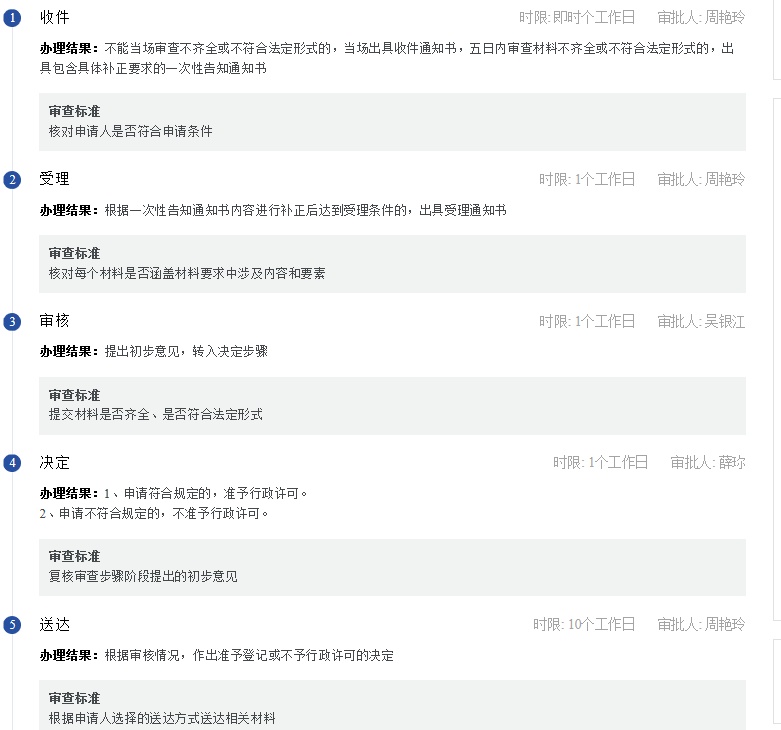 1 收件 时限: 即时个工作日 审批人: 周艳玲
办理结果：不能当场审查不齐全或不符合法定形式的，当场出具收件通知书，五日内审查材料不齐全或不符合法定形式的，出
具包含具体补正要求的一次性告知通知书
审查标准
核对申请人是否符合申请条件
2 受理 时限: 1个工作日 审批人: 周艳玲
办理结果：根据一次性告知通知书内容进行补正后达到受理条件的，出具受理通知书
审查标准
核对每个材料是否涵盖材料要求中涉及内容和要素
3 审核 时限: 1个工作日 审批人: 吴银江
办理结果：提出初步意见，转入决定步骤
审查标准
提交材料是否齐全、是否符合法定形式
4 决定 时限: 1个工作日 审批人: 薛珎
办理结果：1、申请符合规定的，准予行政许可。
2、申请不符合规定的，不准予行政许可。
审查标准
复核审查步骤阶段提出的初步意见
5 送达 时限: 10个工作日 审批人: 周艳玲
办理结果：根据审核情况，作出准予登记或不予行政许可的决定
审查标准
根据申请人选择的送达方式送达相关材料